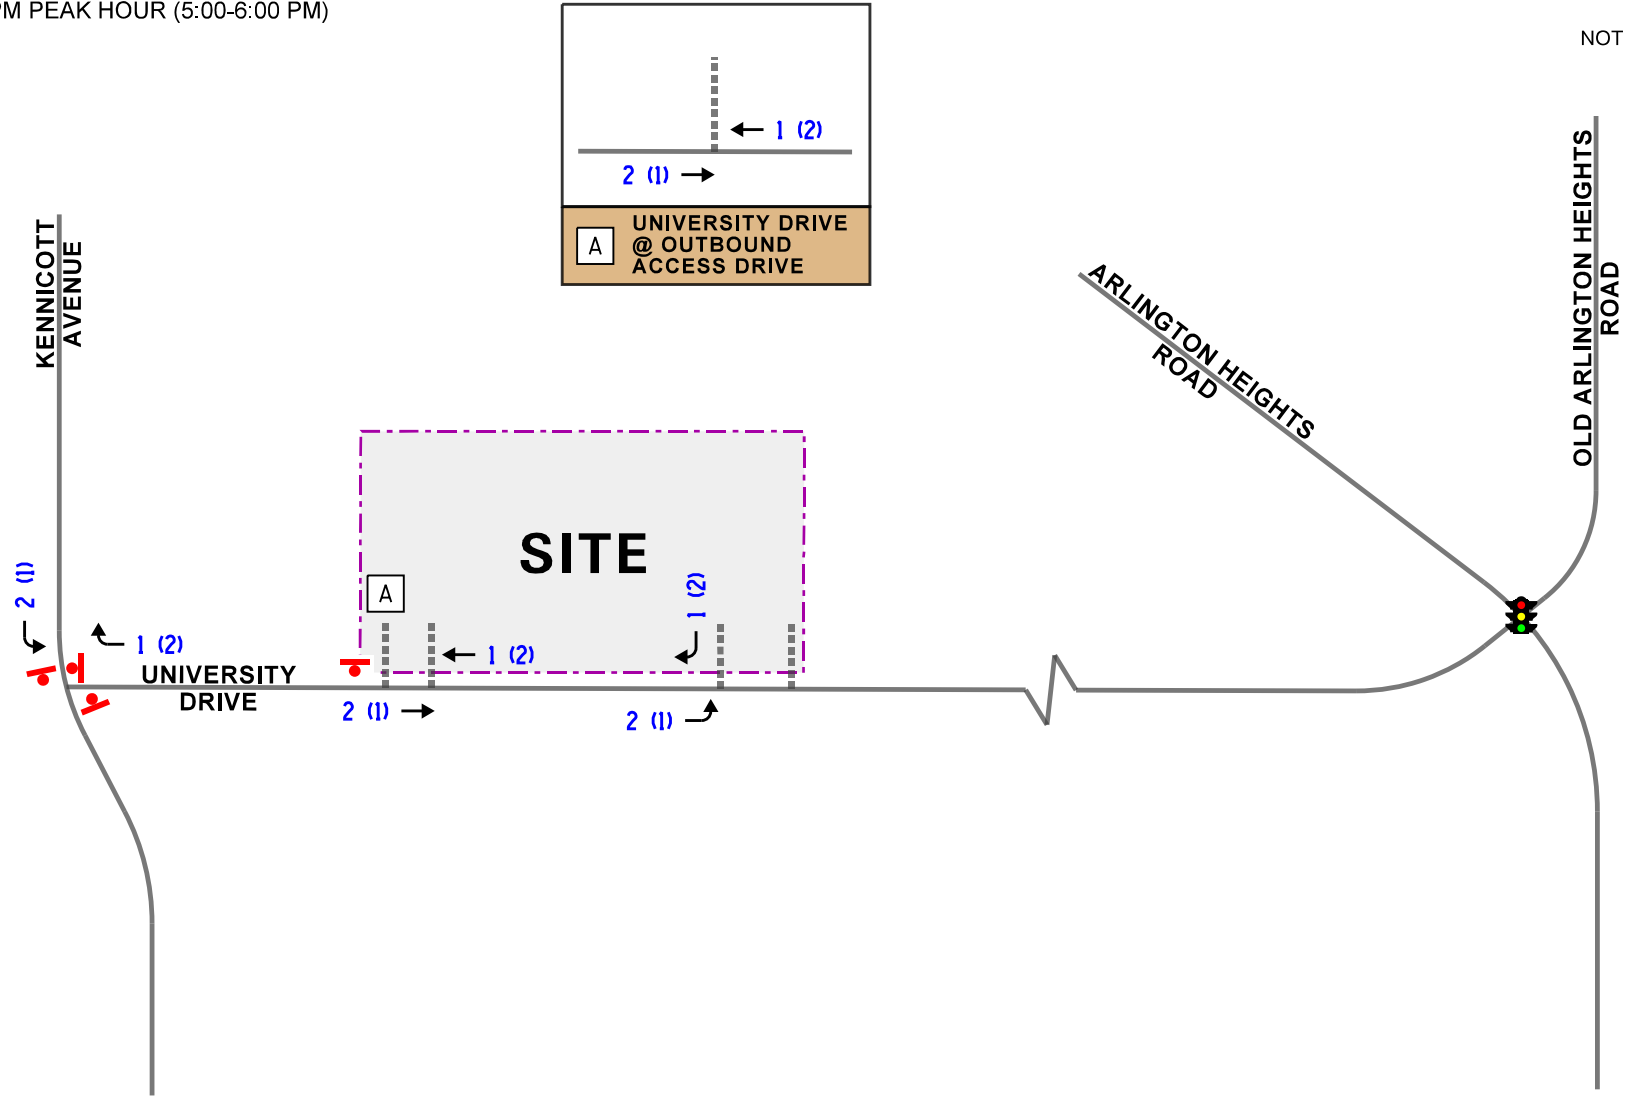 PM PEAK HOUR (5:00-6:00 PM)
NOT
1 (2)
2 (1)
A
UNIVERSITY DRIVE
@ OUTBOUND
ACCESS DRIVE
KENNICOTT
AVENUE
ARLINGTON HEIGHTS
ROAD
OLD ARLINGTON HEIGHTS
ROAD
SITE
A
2 (1)
1 (2)
1 (2)
1 (2)
UNIVERSITY
DRIVE
2 (1)
2 (1)